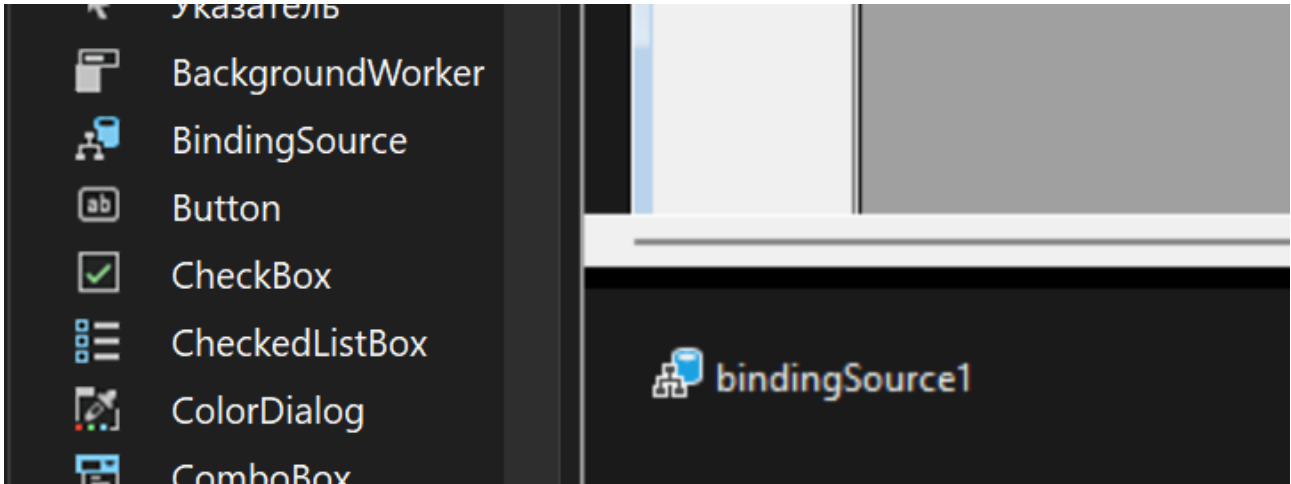 Указатель
BackgroundWorker
BindingSource
Button
CheckBox
CheckedListBox
ColorDialog
ComboBox
bindingSource1